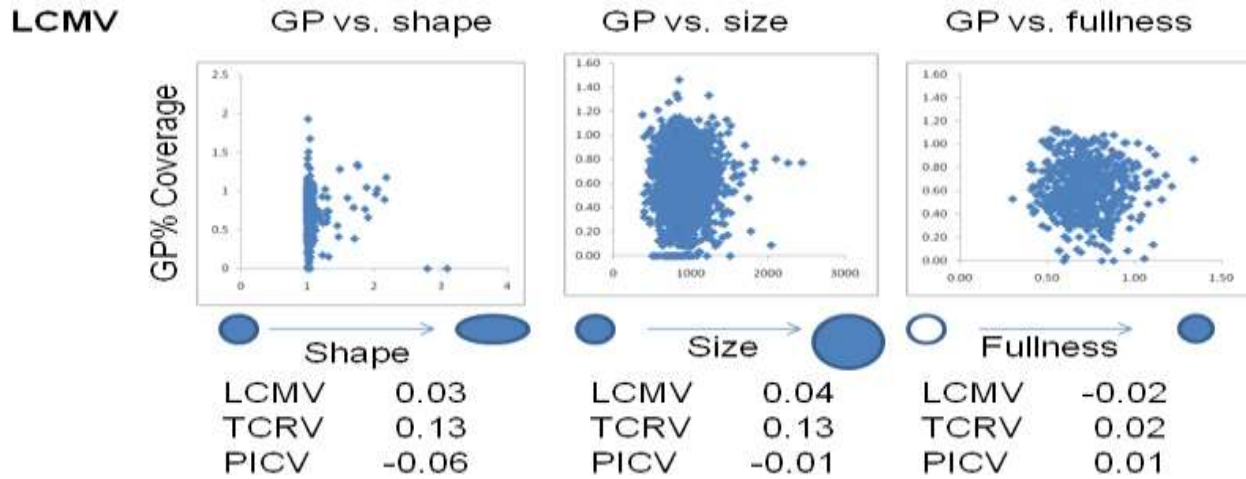 LCMV GP vs. shape GP vs. size GP vs. fullness
GP% Coverage
2.5
2
1.5
1
0.5
0
0 1 2 3 4
1.60
1.40
1.20
1.00
0.80
0.60
0.40
0.20
0.00
0 1000 2000 3000
1.60
1.40
1.20
1.00
0.80
0.60
0.40
0.20
0.00
0.00 0.50 1.00 1.50
Shape Size Fullness
LCMV 0.03 LCMV 0.04 LCMV -0.02
TCRV 0.13 TCRV 0.13 TCRV 0.02
PICV -0.06 PICV -0.01 PICV 0.01